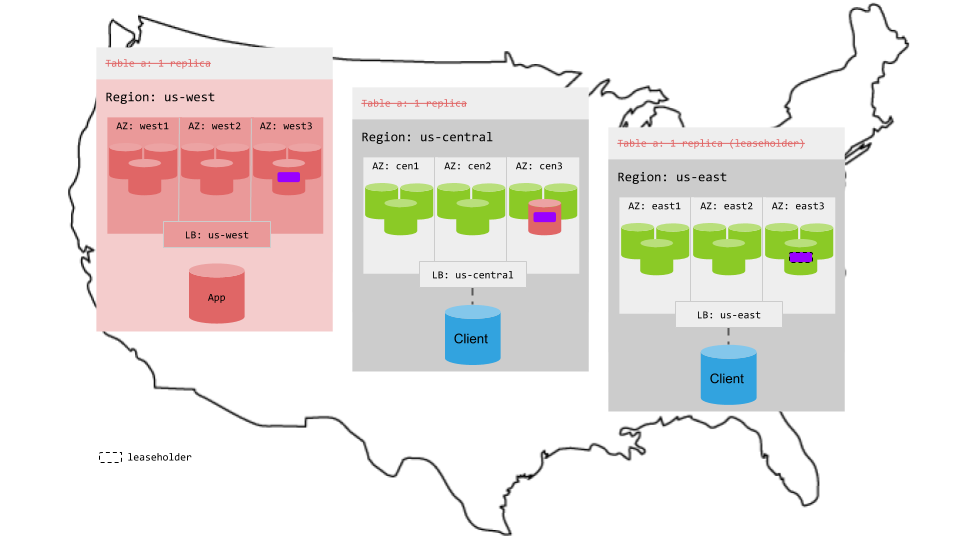 Table a: 1 replica
Region: us-west
AZ: west1 AZ: west2 AZ: west3
LB: us-west
App
Table a: 1 replica
Region: us-central
AZ: cen1 AZ: cen2 AZ: cen3
LB: us-central
Client
Table a: 1 replica (leaseholder)
Region: us-east
AZ: east1 AZ: east2 AZ: east3
LB: us-east
Client
leaseholder